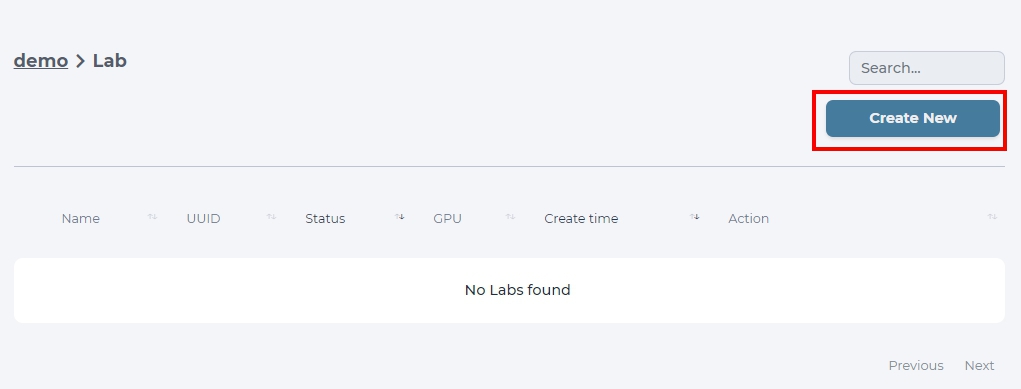 demo > Lab
Search...
Create New
Name UUID Status GPU Create time Action
No Labs found
Previous Next